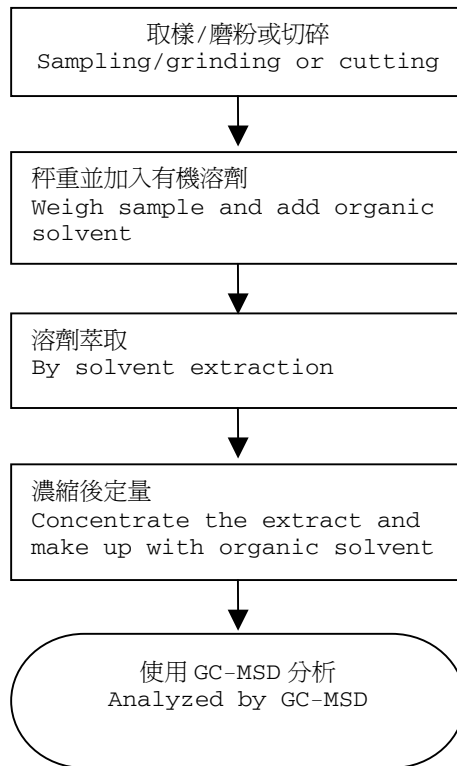 取樣/磨粉或切碎
Sampling/grinding or cutting
秤重並加入有機溶劑
Weigh sample and add organic
solvent
溶劑萃取
By solvent extraction
濃縮後定量
Concentrate the extract and
make up with organic solvent
使用 GC-MSD 分析
Analyzed by GC-MSD